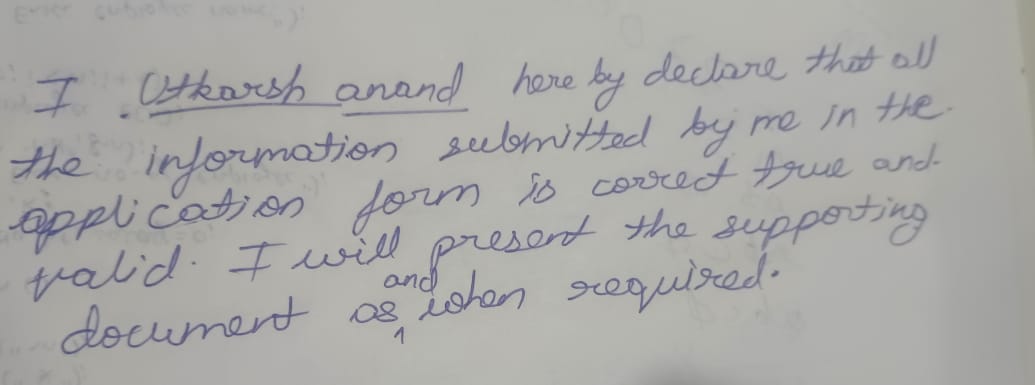 I. Utkarsh anand here by declare that all
the information submitted by me in the
application form is correct true and
valid. I will present the supporting
document as and when required.